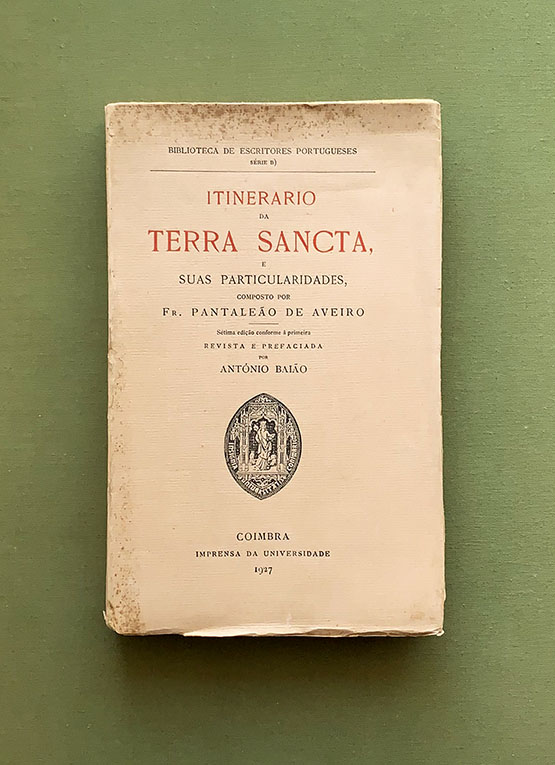 BIBLIOTECA DE ESCRITORES PORTUGUESES
SÉRIE B)
ITINERARIO
DA
TERRA SANCTA,
E
SUAS PARTICULARIDADES,
COMPOSTO POR
FR. PANTALEÃO DE AVEIRO
Sétima edição conforme à primeira
REVISTA E PREFACIADA
POR
ANTÓNIO BAIÃO
COIMBRA
IMPRENSA DA UNIVERSIDADE
1927